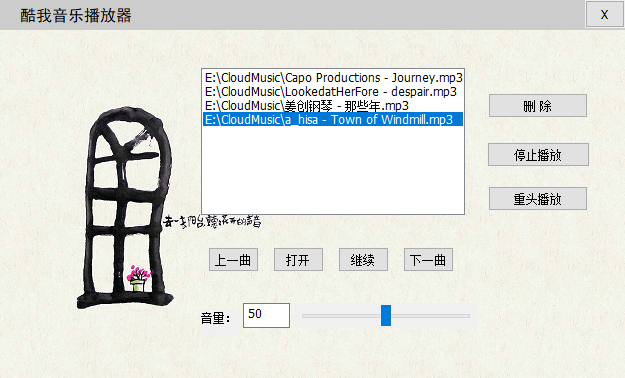 酷我音乐播放器
X
E:\CloudMusic\Capo Productions - Journey.mp3
E:\CloudMusic\LookedatHerFore - despair.mp3
E:\CloudMusic\姜创钢琴 - 那些年.mp3
E:\CloudMusic\a_hisa - Town of Windmill.mp3
删 除
停止播放
重头播放
上一曲
打开
继续
下一曲
音量：
50